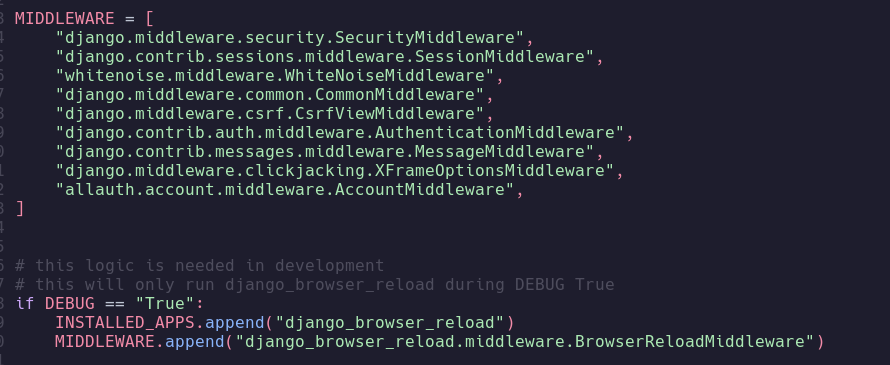 MIDDLEWARE = [
    "django.middleware.security.SecurityMiddleware",
    "django.contrib.sessions.middleware.SessionMiddleware",
    "whitenoise.middleware.WhiteNoiseMiddleware",
    "django.middleware.common.CommonMiddleware",
    "django.middleware.csrf.CsrfViewMiddleware",
    "django.contrib.auth.middleware.AuthenticationMiddleware",
    "django.contrib.messages.middleware.MessageMiddleware",
    "django.middleware.clickjacking.XFrameOptionsMiddleware",
    "allauth.account.middleware.AccountMiddleware",
]
# this logic is needed in development
# this will only run django_browser_reload during DEBUG True
if DEBUG == "True":
    INSTALLED_APPS.append("django_browser_reload")
    MIDDLEWARE.append("django_browser_reload.middleware.BrowserReloadMiddleware")